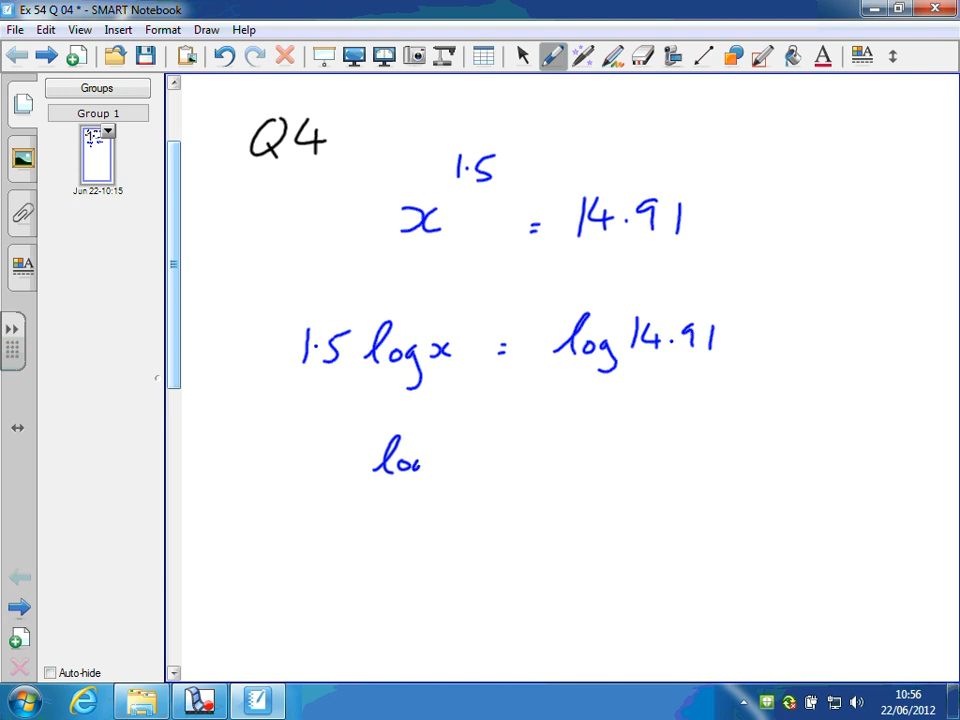 Ex 54 Q 04 * - SMART Notebook
File Edit View Insert Format Draw Help
Groups
Group 1
Jun 22-10:15
Q4
x^1.5 = 14.91
1.5 log x = log 14.91
Auto-hide
10:56
22/06/2012